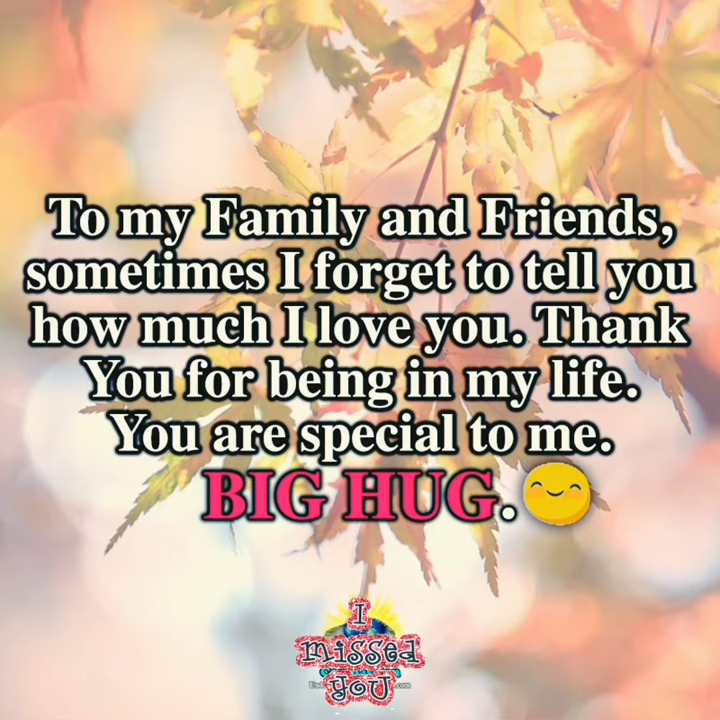 To my Family and Friends,
sometimes I forget to tell you
how much I love you. Thank
You for being in my life.
You are special to me.
BIG HUG.
I
missed
you